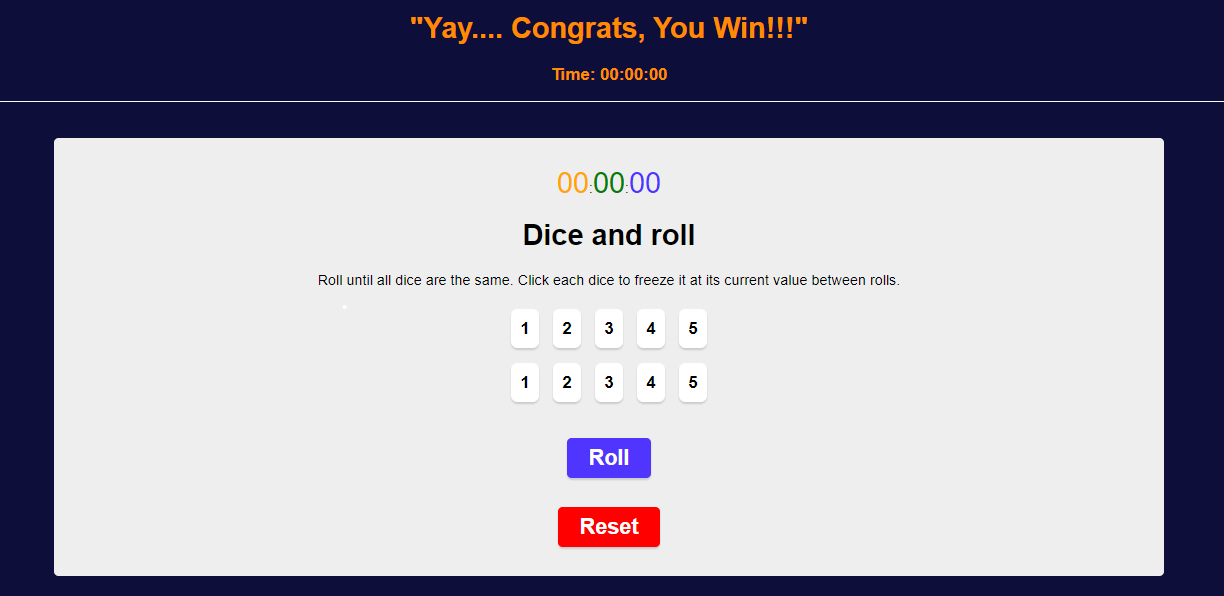 "Yay.... Congrats, You Win!!!"
Time: 00:00:00
00:00:00
Dice and roll
Roll until all dice are the same. Click each dice to freeze it at its current value between rolls.
1 2 3 4 5
1 2 3 4 5
Roll
Reset